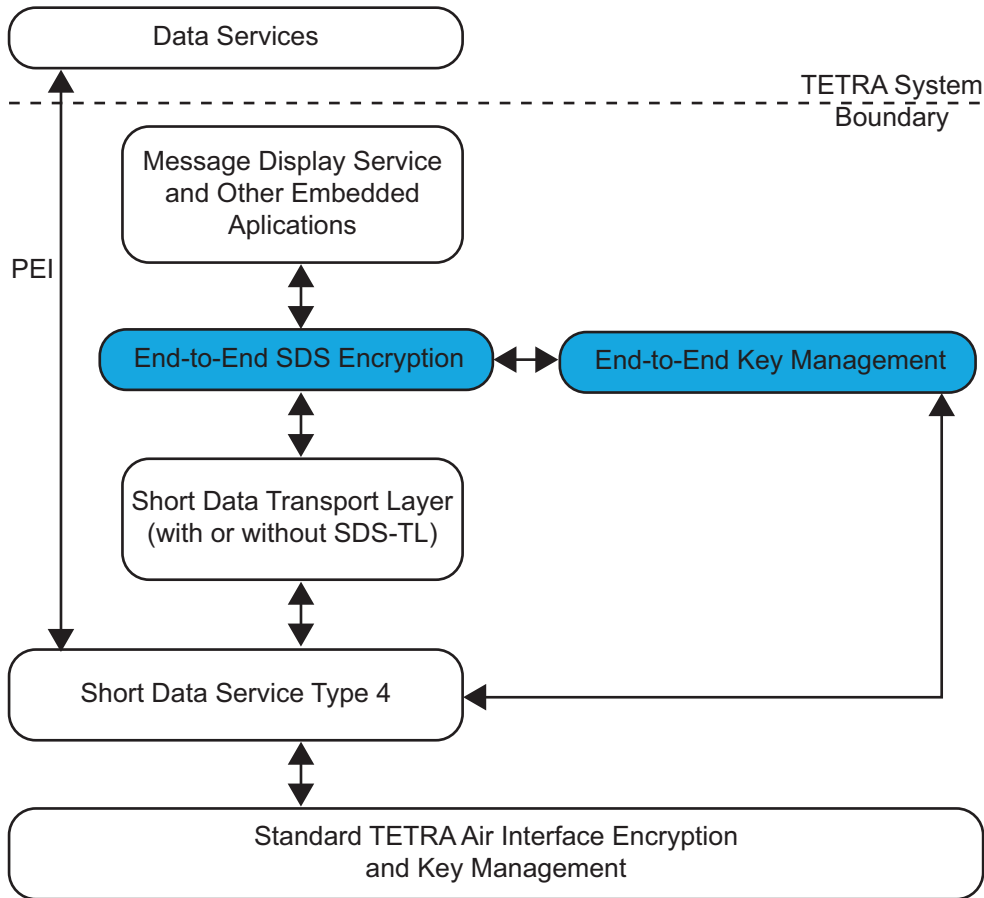 Data Services
TETRA System
Boundary
Message Display Service
and Other Embedded
Aplications
PEI
End-to-End SDS Encryption
End-to-End Key Management
Short Data Transport Layer
(with or without SDS-TL)
Short Data Service Type 4
Standard TETRA Air Interface Encryption
and Key Management